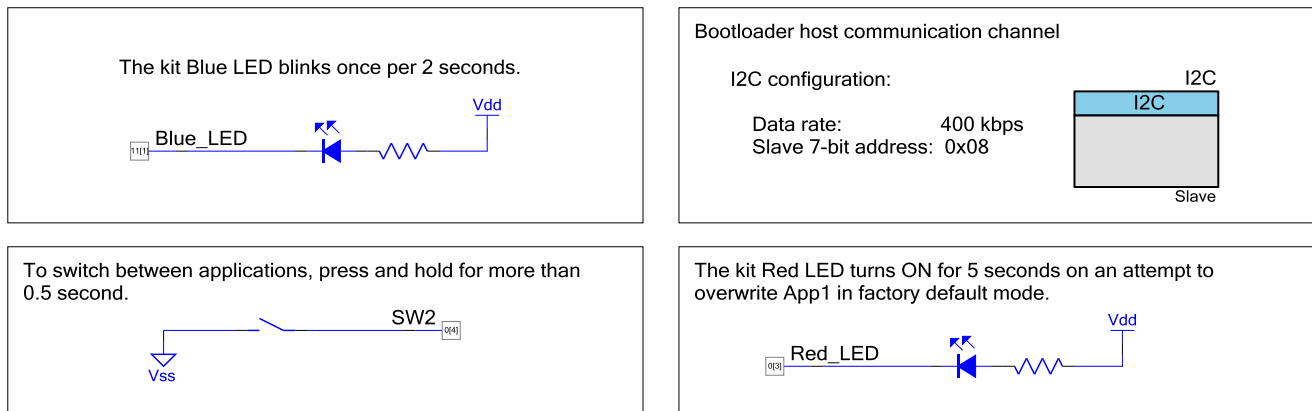 The kit Blue LED blinks once per 2 seconds.
Vdd
11[1]
Blue_LED
Bootloader host communication channel
I2C configuration:
I2C
I2C
Data rate: 400 kbps
Slave 7-bit address: 0x08
Slave
To switch between applications, press and hold for more than
0.5 second.
SW2
0[4]
Vss
The kit Red LED turns ON for 5 seconds on an attempt to
overwrite App1 in factory default mode.
Vdd
0[3]
Red_LED